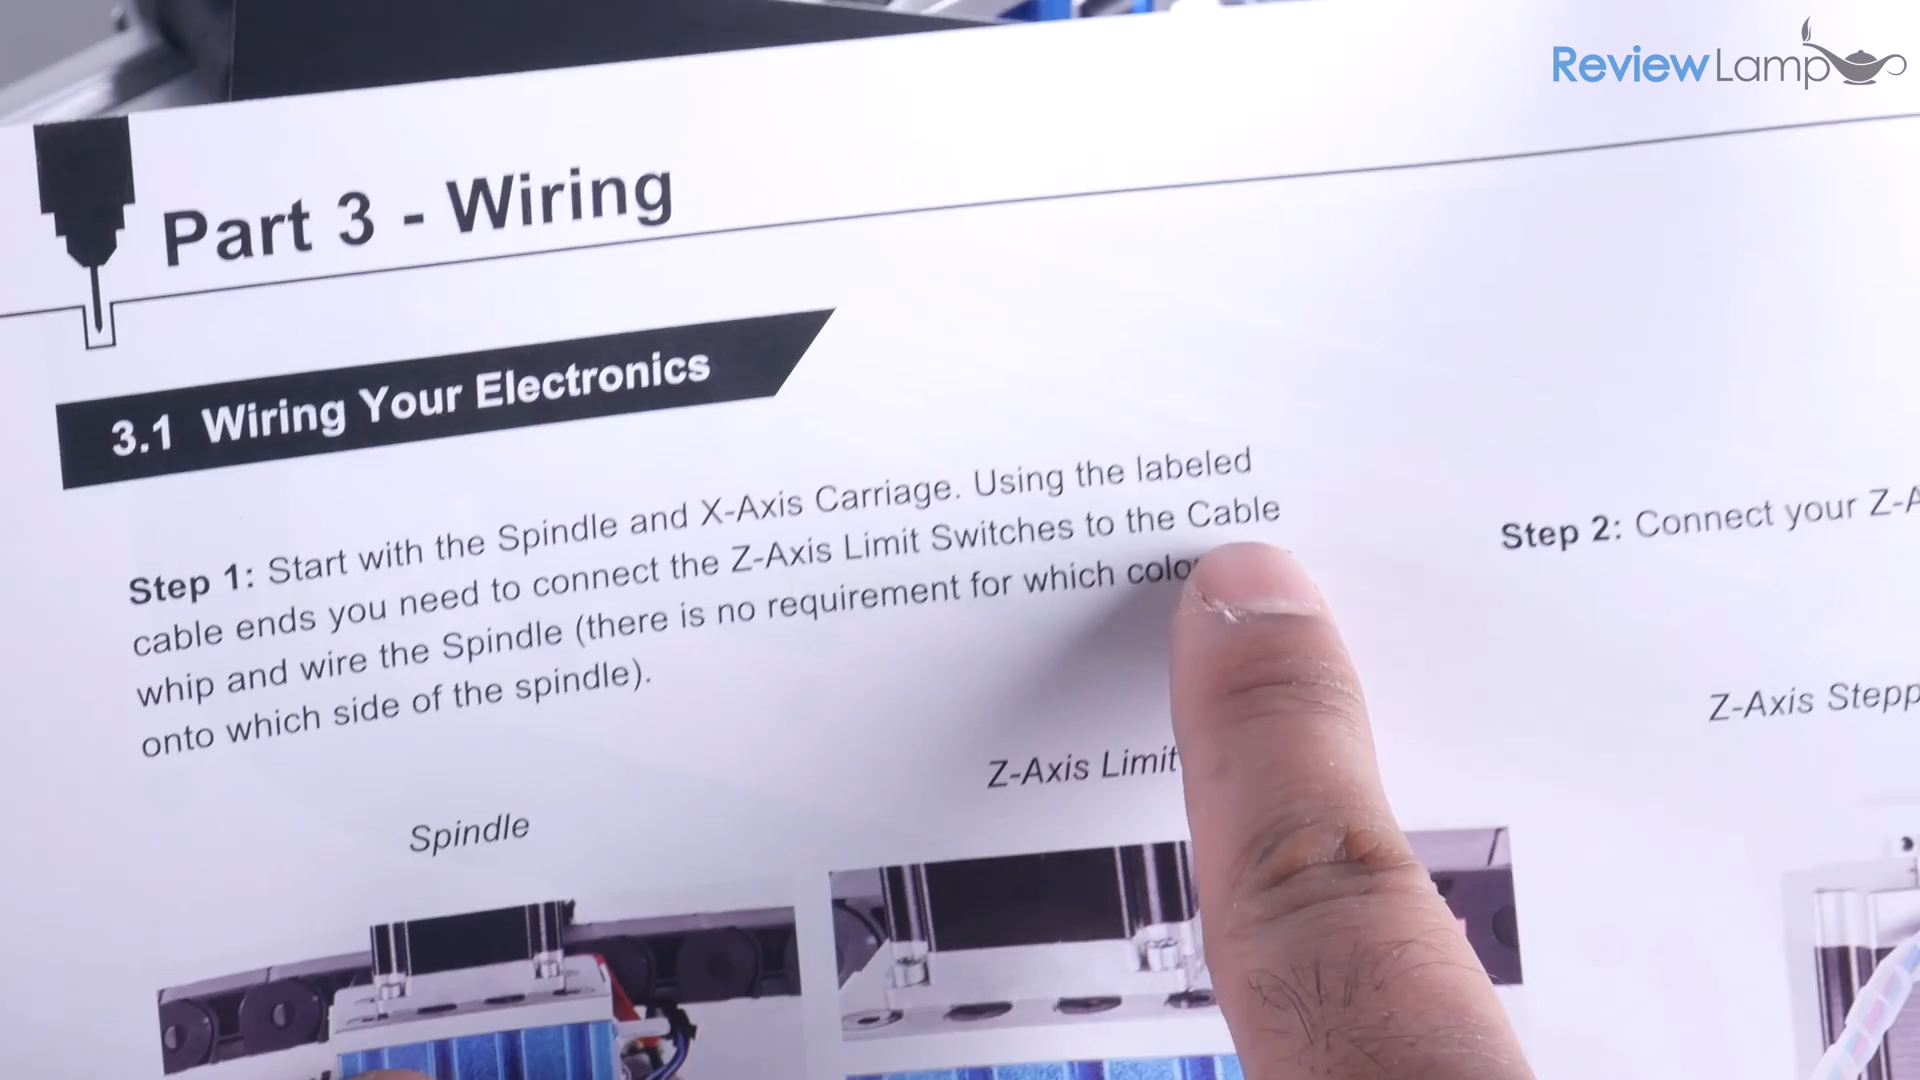 ReviewLamp
Part 3 - Wiring
3.1 Wiring Your Electronics
Step 1: Start with the Spindle and X-Axis Carriage. Using the labeled
cable ends you need to connect the Z-Axis Limit Switches to the Cable
whip and wire the Spindle (there is no requirement for which
onto which side of the spindle).
Step 2: Connect your
Spindle
Z-Axis Limit
Z-Axis